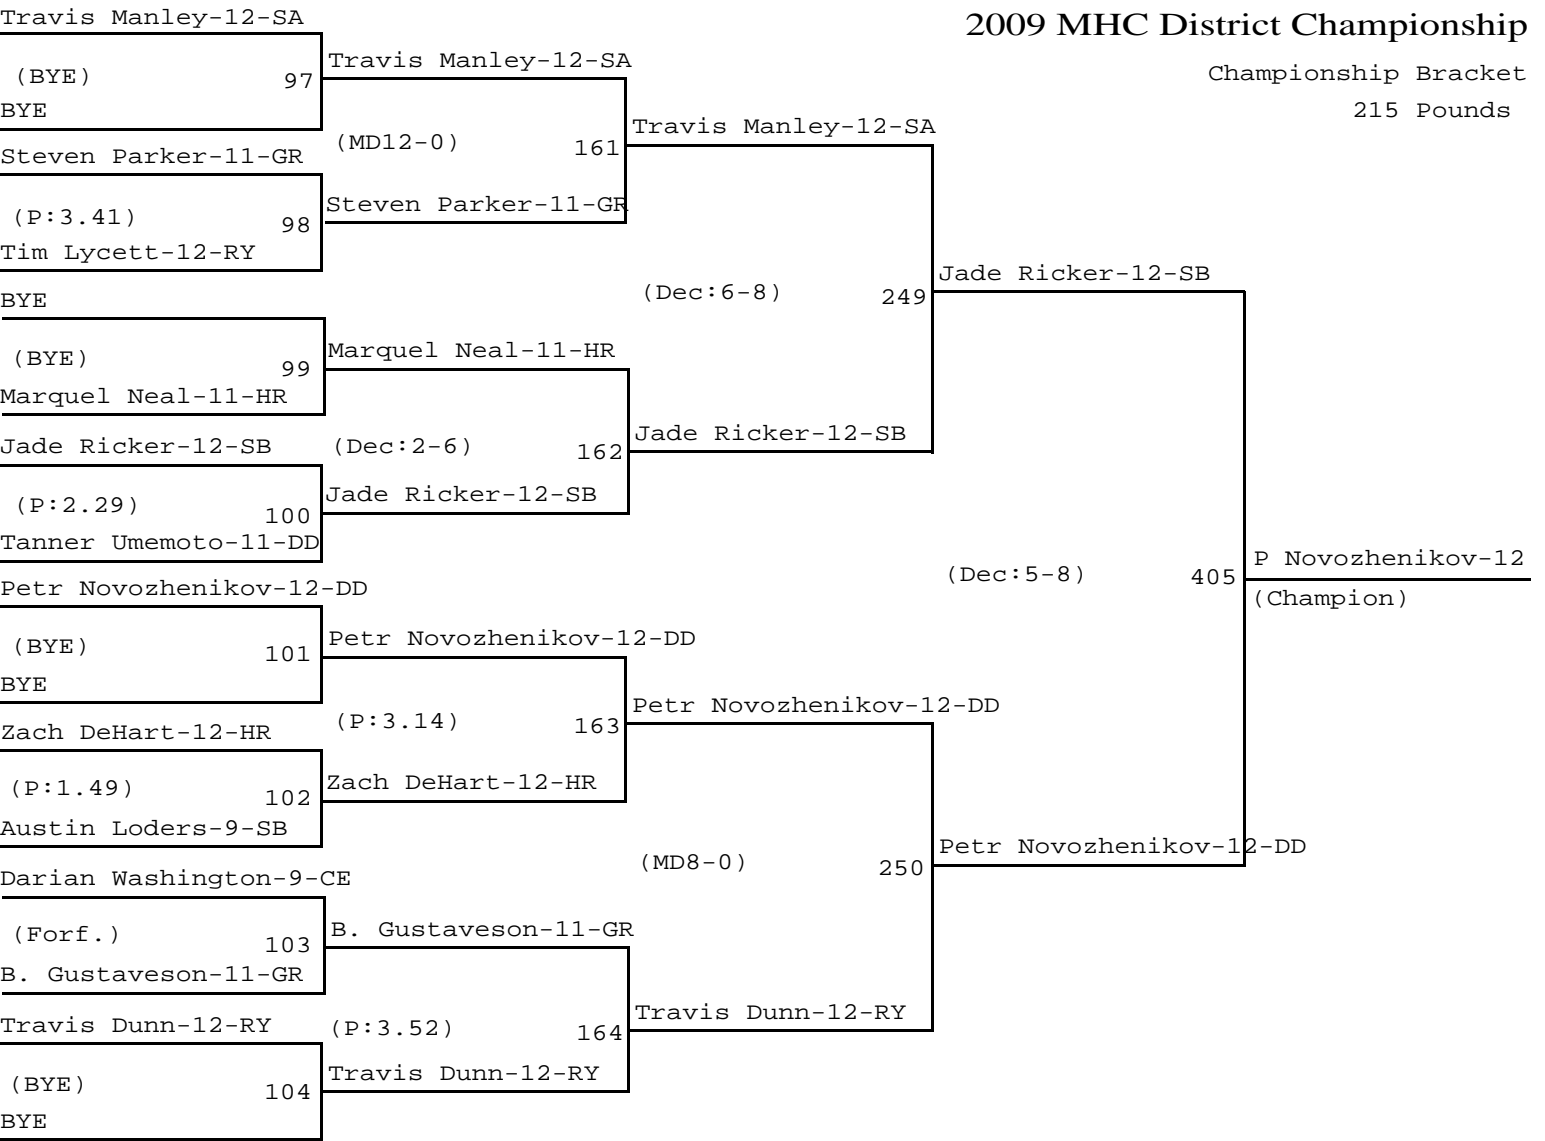 2009 MHC District Championship
Championship Bracket
215 Pounds
Travis Manley-12-SA
(BYE)
97
BYE
Steven Parker-11-GR
(P:3.41)
98
Tim Lycett-12-RY
BYE
(BYE)
99
Marquel Neal-11-HR
Jade Ricker-12-SB
(P:2.29)
100
Tanner Umemoto-11-DD
Petr Novozhenikov-12-DD
(BYE)
101
BYE
Zach DeHart-12-HR
(P:1.49)
102
Austin Loders-9-SB
Darian Washington-9-CE
(Forf.)
103
B. Gustaveson-11-GR
Travis Dunn-12-RY
(BYE)
104
BYE
Travis Manley-12-SA
(MD12-0)
161
Steven Parker-11-GR
Marquel Neal-11-HR
(Dec:2-6)
162
Jade Ricker-12-SB
Petr Novozhenikov-12-DD
(P:3.14)
163
Zach DeHart-12-HR
B. Gustaveson-11-GR
(P:3.52)
164
Travis Dunn-12-RY
Travis Manley-12-SA
(Dec:6-8)
249
Jade Ricker-12-SB
Petr Novozhenikov-12-DD
(MD8-0)
250
Travis Dunn-12-RY
Jade Ricker-12-SB
(Dec:5-8)
405
Petr Novozhenikov-12-DD
P Novozhenikov-12
(Champion)